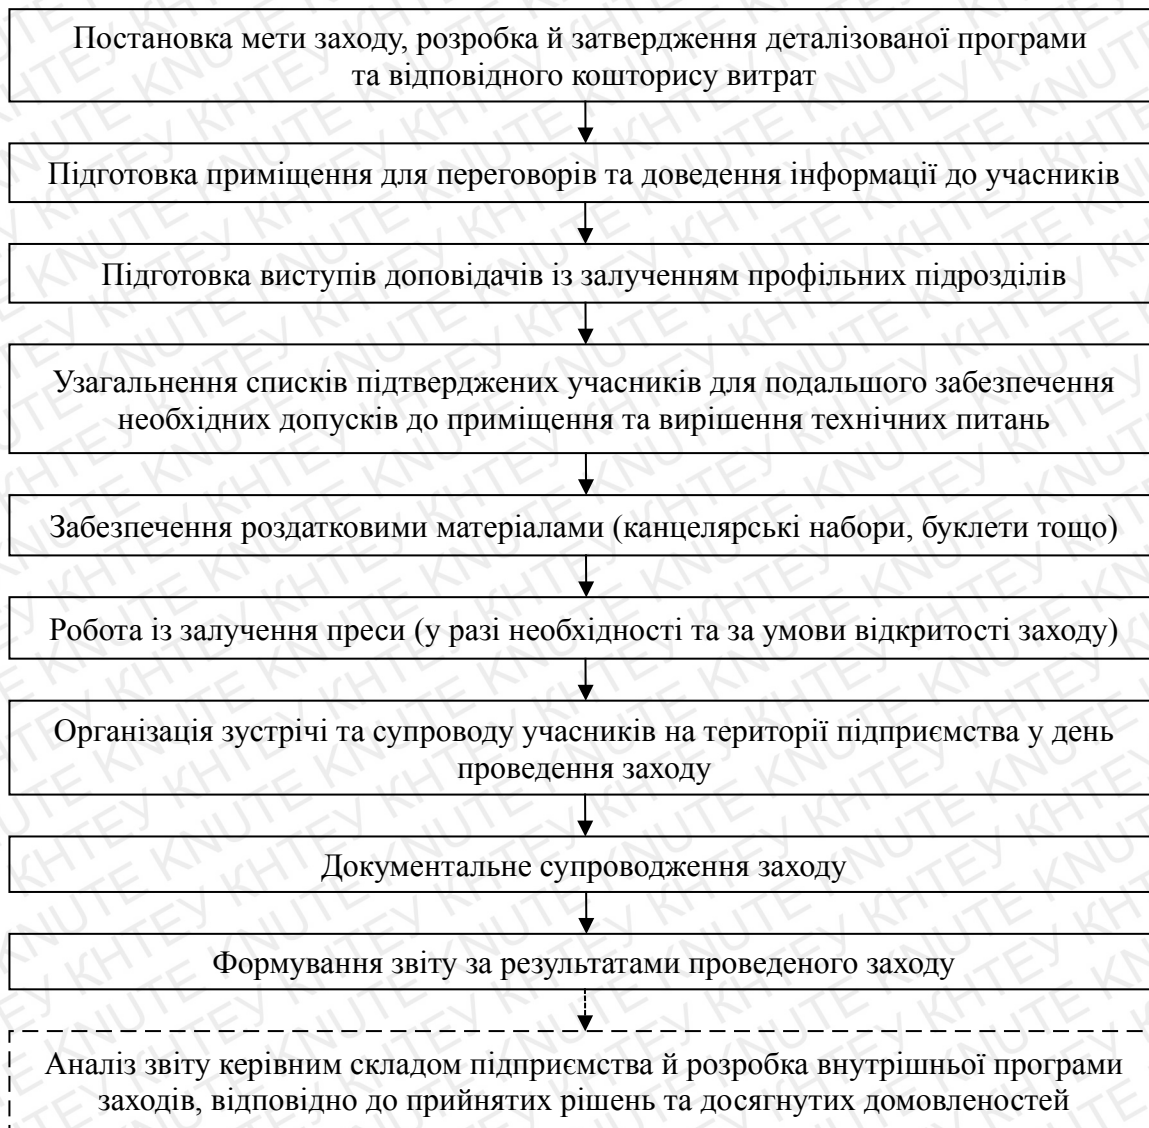 Постановка мети заходу, розробка й затвердження деталізованої програми
та відповідного кошторису витрат
Підготовка приміщення для переговорів та доведення інформації до учасників
Підготовка виступів доповідачів із залученням профільних підрозділів
Узагальнення списків підтверджених учасників для подальшого забезпечення
необхідних допусків до приміщення та вирішення технічних питань
Забезпечення роздатковими матеріалами (канцелярські набори, буклети тощо)
Робота із залучення преси (у разі необхідності та за умови відкритості заходу)
Організація зустрічі та супроводу учасників на території підприємства у день
проведення заходу
Документальне супроводження заходу
Формування звіту за результатами проведеного заходу
Аналіз звіту керівним складом підприємства й розробка внутрішньої програми
заходів, відповідно до прийнятих рішень та досягнутих домовленостей